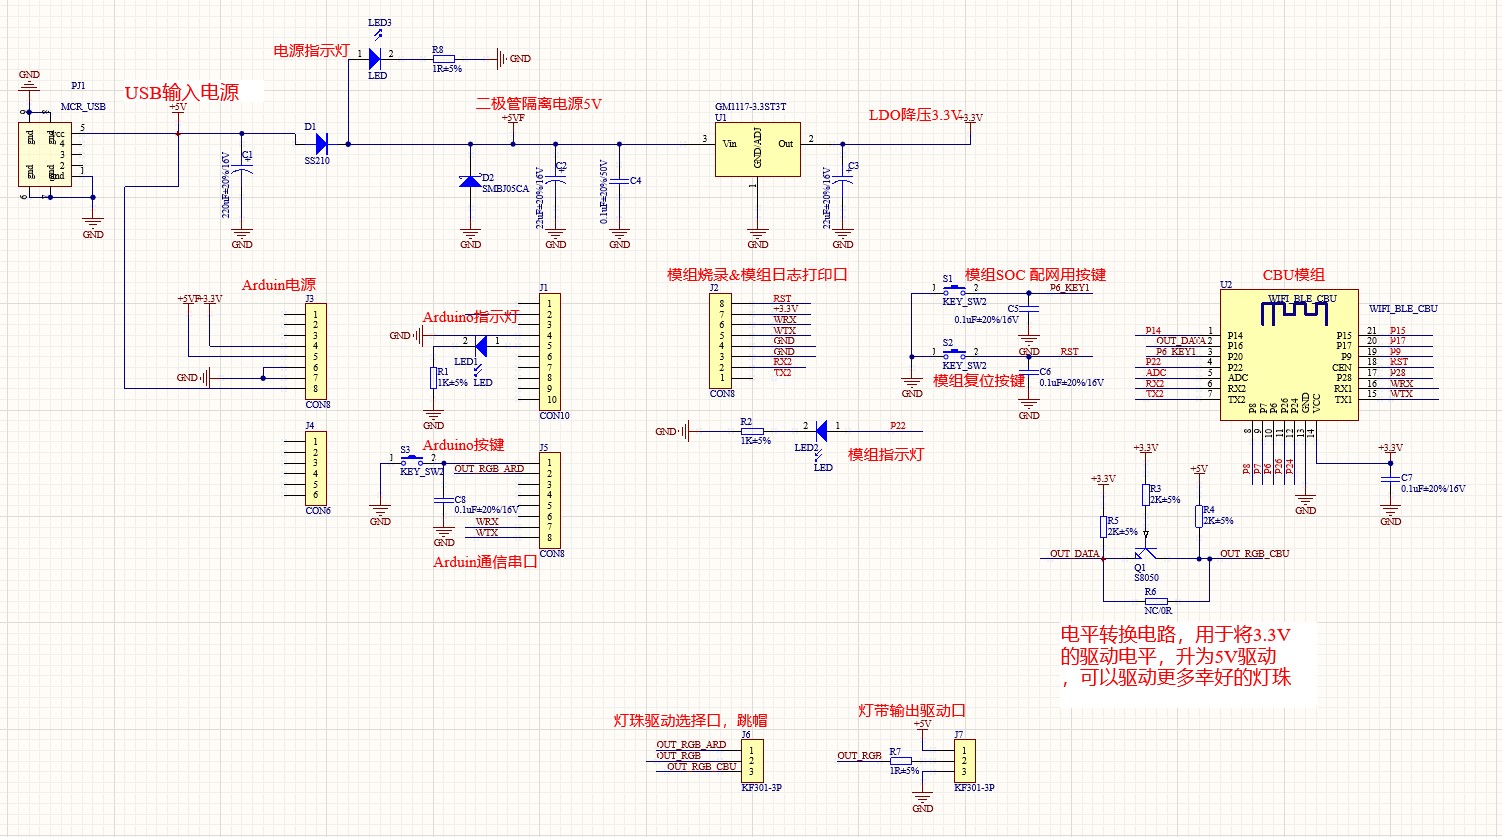 LED3
电源指示灯
1
2
LED
R8
1R±5%
GND
GND
PJ1
MCR_USB
USB输入电源
+5V
二极管隔离电源5V
+5VF
GM1117-3.3ST3T
U1
LDO降压3.3V
+3.3V
9
8
gnd
gnd
vcc
5
4
3
2
1
gnd
gnd
gnd
6
7
GND
C1
220uF±20%/16V
GND
D1
SS210
D2
SMBJ05CA
GND
C2
22uF±20%/16V
GND
C4
0.1uF±20%/50V
GND
3
Vin
GND/ADJ
Out
2
1
GND
C3
22uF±20%/16V
GND
Arduin电源
J3
+5VF
+3.3V
1
2
3
4
5
6
7
8
GND
CON8
J4
1
2
3
4
5
6
CON6
J1
Arduino指示灯
GND
2
1
LED1
LED
R1
1K±5%
GND
1
2
3
4
5
6
7
8
9
10
CON10
Arduino按键
S3
1
2
KEY_SW2
GND
OUT_RGB_ARD
C8
0.1uF±20%/16V
GND
WRX
WTX
J5
1
2
3
4
5
6
7
8
CON8
Arduin通信串口
模组烧录&模组日志打印口
J2
8
7
6
5
4
3
2
1
RST
+3.3V
WRX
WTX
GND
GND
RX2
TX2
CON8
GND
R2
1K±5%
2
1
LED2
LED
P22
模组指示灯
模组SOC 配网用按键
S1
1
2
KEY_SW2
P6_KEY1
C5
0.1uF±20%/16V
GND
S2
1
2
KEY_SW2
RST
模组复位按键
GND
C6
0.1uF±20%/16V
GND
CBU模组
U2
WIFI_BLE_CBU
WIFI_BLE_CBU
P14
1
P14
OUT_DATA
2
P16
P6_KEY1
3
P20
P22
4
P22
ADC
5
ADC
RX2
6
RX2
TX2
7
TX2
P15
21
P15
P17
20
P17
P9
19
P9
CEN
18
RST
P28
17
P28
RX1
16
WRX
TX1
15
WTX
P8
P7
P6
P26
P24
GND
VCC
8
9
10
11
12
13
14
P8
P7
P6
P26
P24
GND
+3.3V
C7
0.1uF±20%/16V
GND
+3.3V
+3.3V
+5V
R3
2K±5%
R5
2K±5%
R4
2K±5%
OUT_DATA
Q1
S8050
OUT_RGB_CBU
R6
NC/0R
电平转换电路，用于将3.3V
的驱动电平，升为5V驱动
，可以驱动更多幸好的灯珠
灯珠驱动选择口，跳帽
J6
OUT_RGB_ARD
OUT_RGB
OUT_RGB_CBU
1
2
3
KF301-3P
灯带输出驱动口
+5V
J7
OUT_RGB
R7
1R±5%
1
2
3
KF301-3P
GND